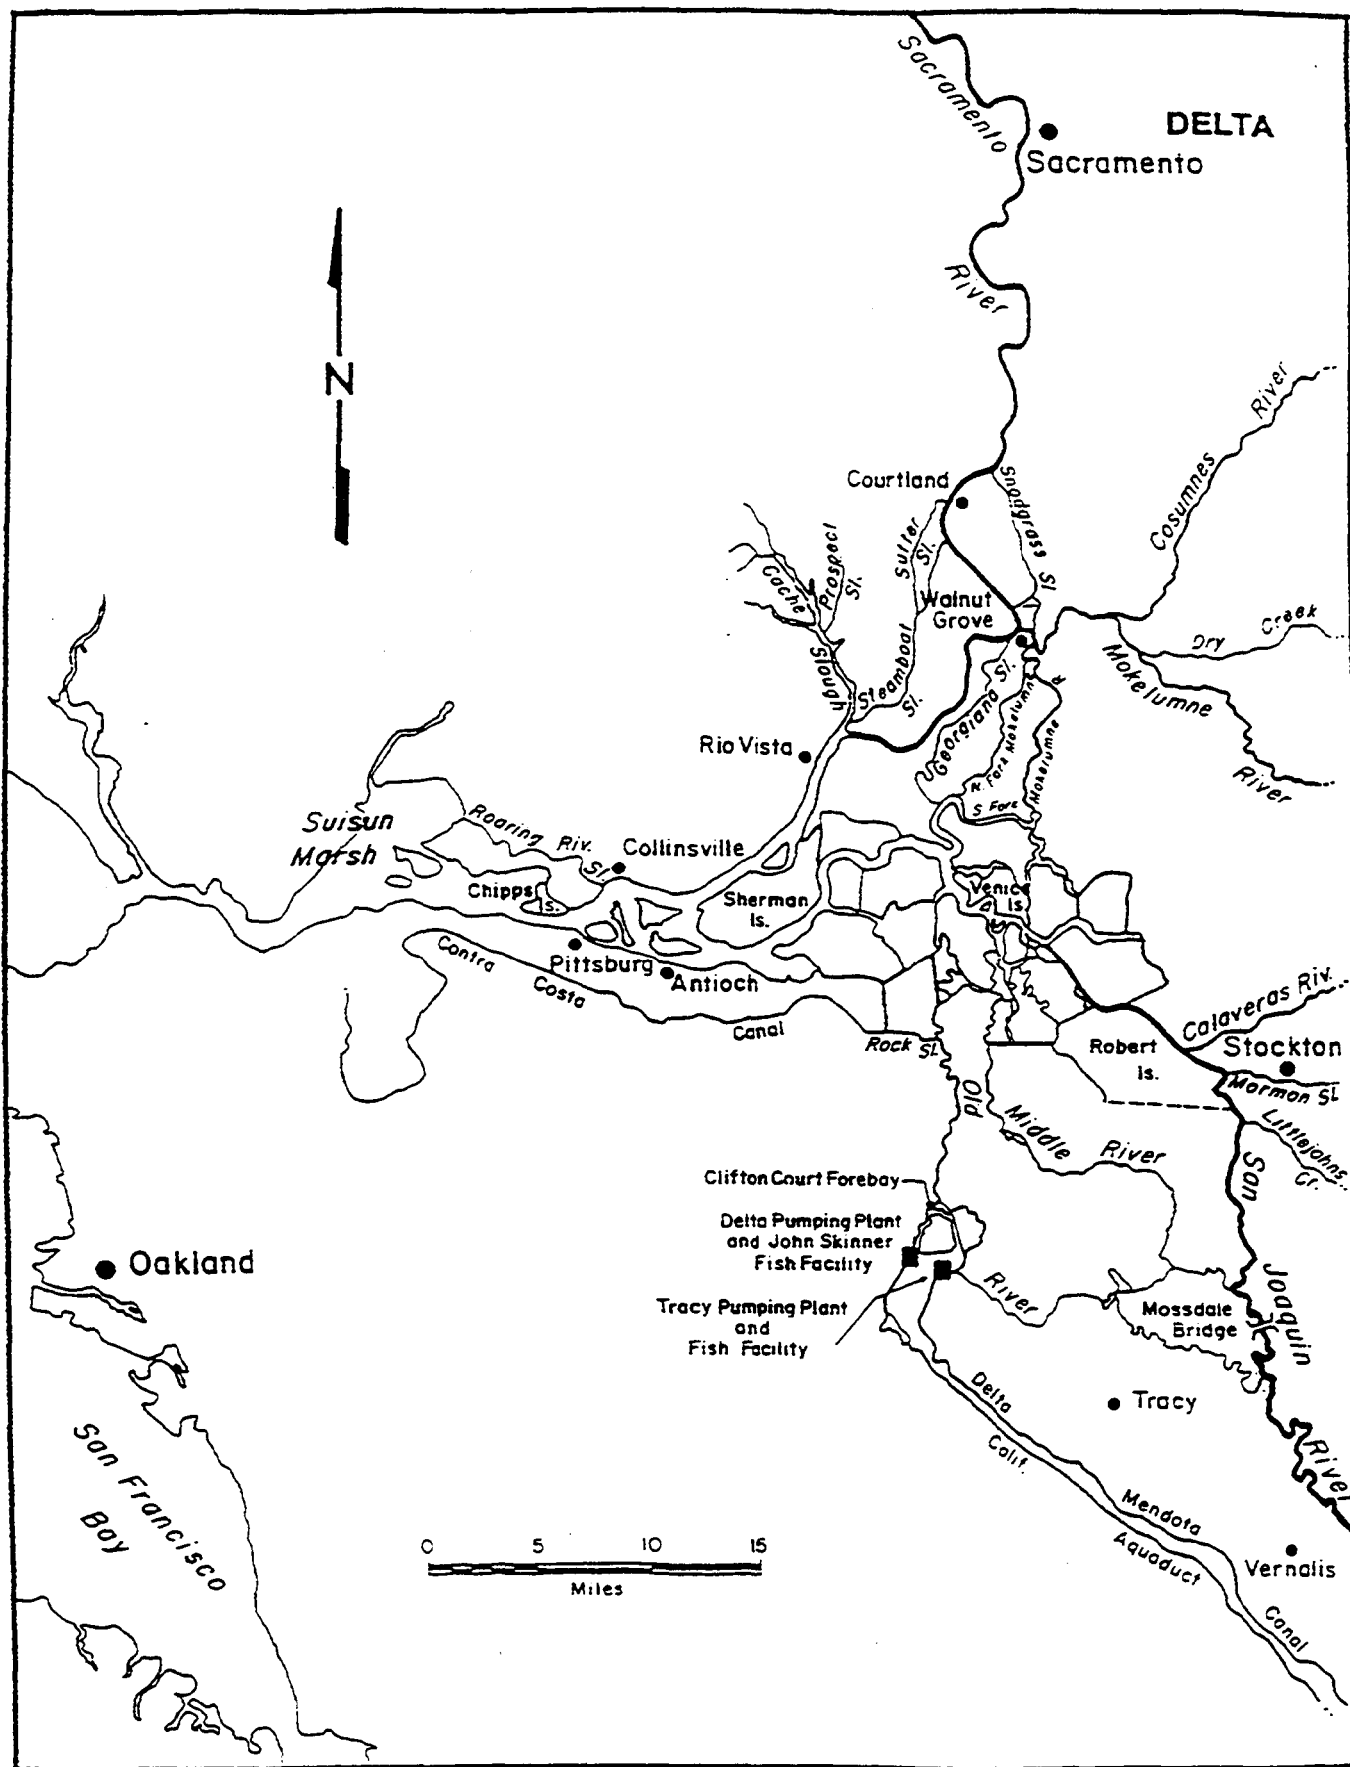 Sacramento
DELTA
Sacramento
River
N
Cosumnes River
Courtland
Snodgrass Sl
Sutter Sl.
Prospect Sl.
Cache Slough
Walnut
Grove
Dry Creek
Steamboat Sl.
Mokelumne River
Georgiana Sl.
N. Fork Mokelumne
S Fork Mokelumne R
Rio Vista
Suisun
Marsh
Roaring Riv. Sl.
Collinsville
Chipps
Is.
Sherman
Is.
Venice
Is.
Pittsburg
Antioch
Contra Costa Canal
Rock Sl.
Calaveras Riv.
Robert
Is.
Stockton
Mormon Sl.
Littlejohns Cr.
Old River
Middle River
San Joaquin River
Clifton Court Forebay
Delta Pumping Plant
and John Skinner
Fish Facility
Oakland
Tracy Pumping Plant
and
Fish Facility
Mossdale
Bridge
Tracy
Delta Mendota Canal
Calif. Aquaduct
San Francisco
Bay
0 5 10 15
Miles
Vernalis